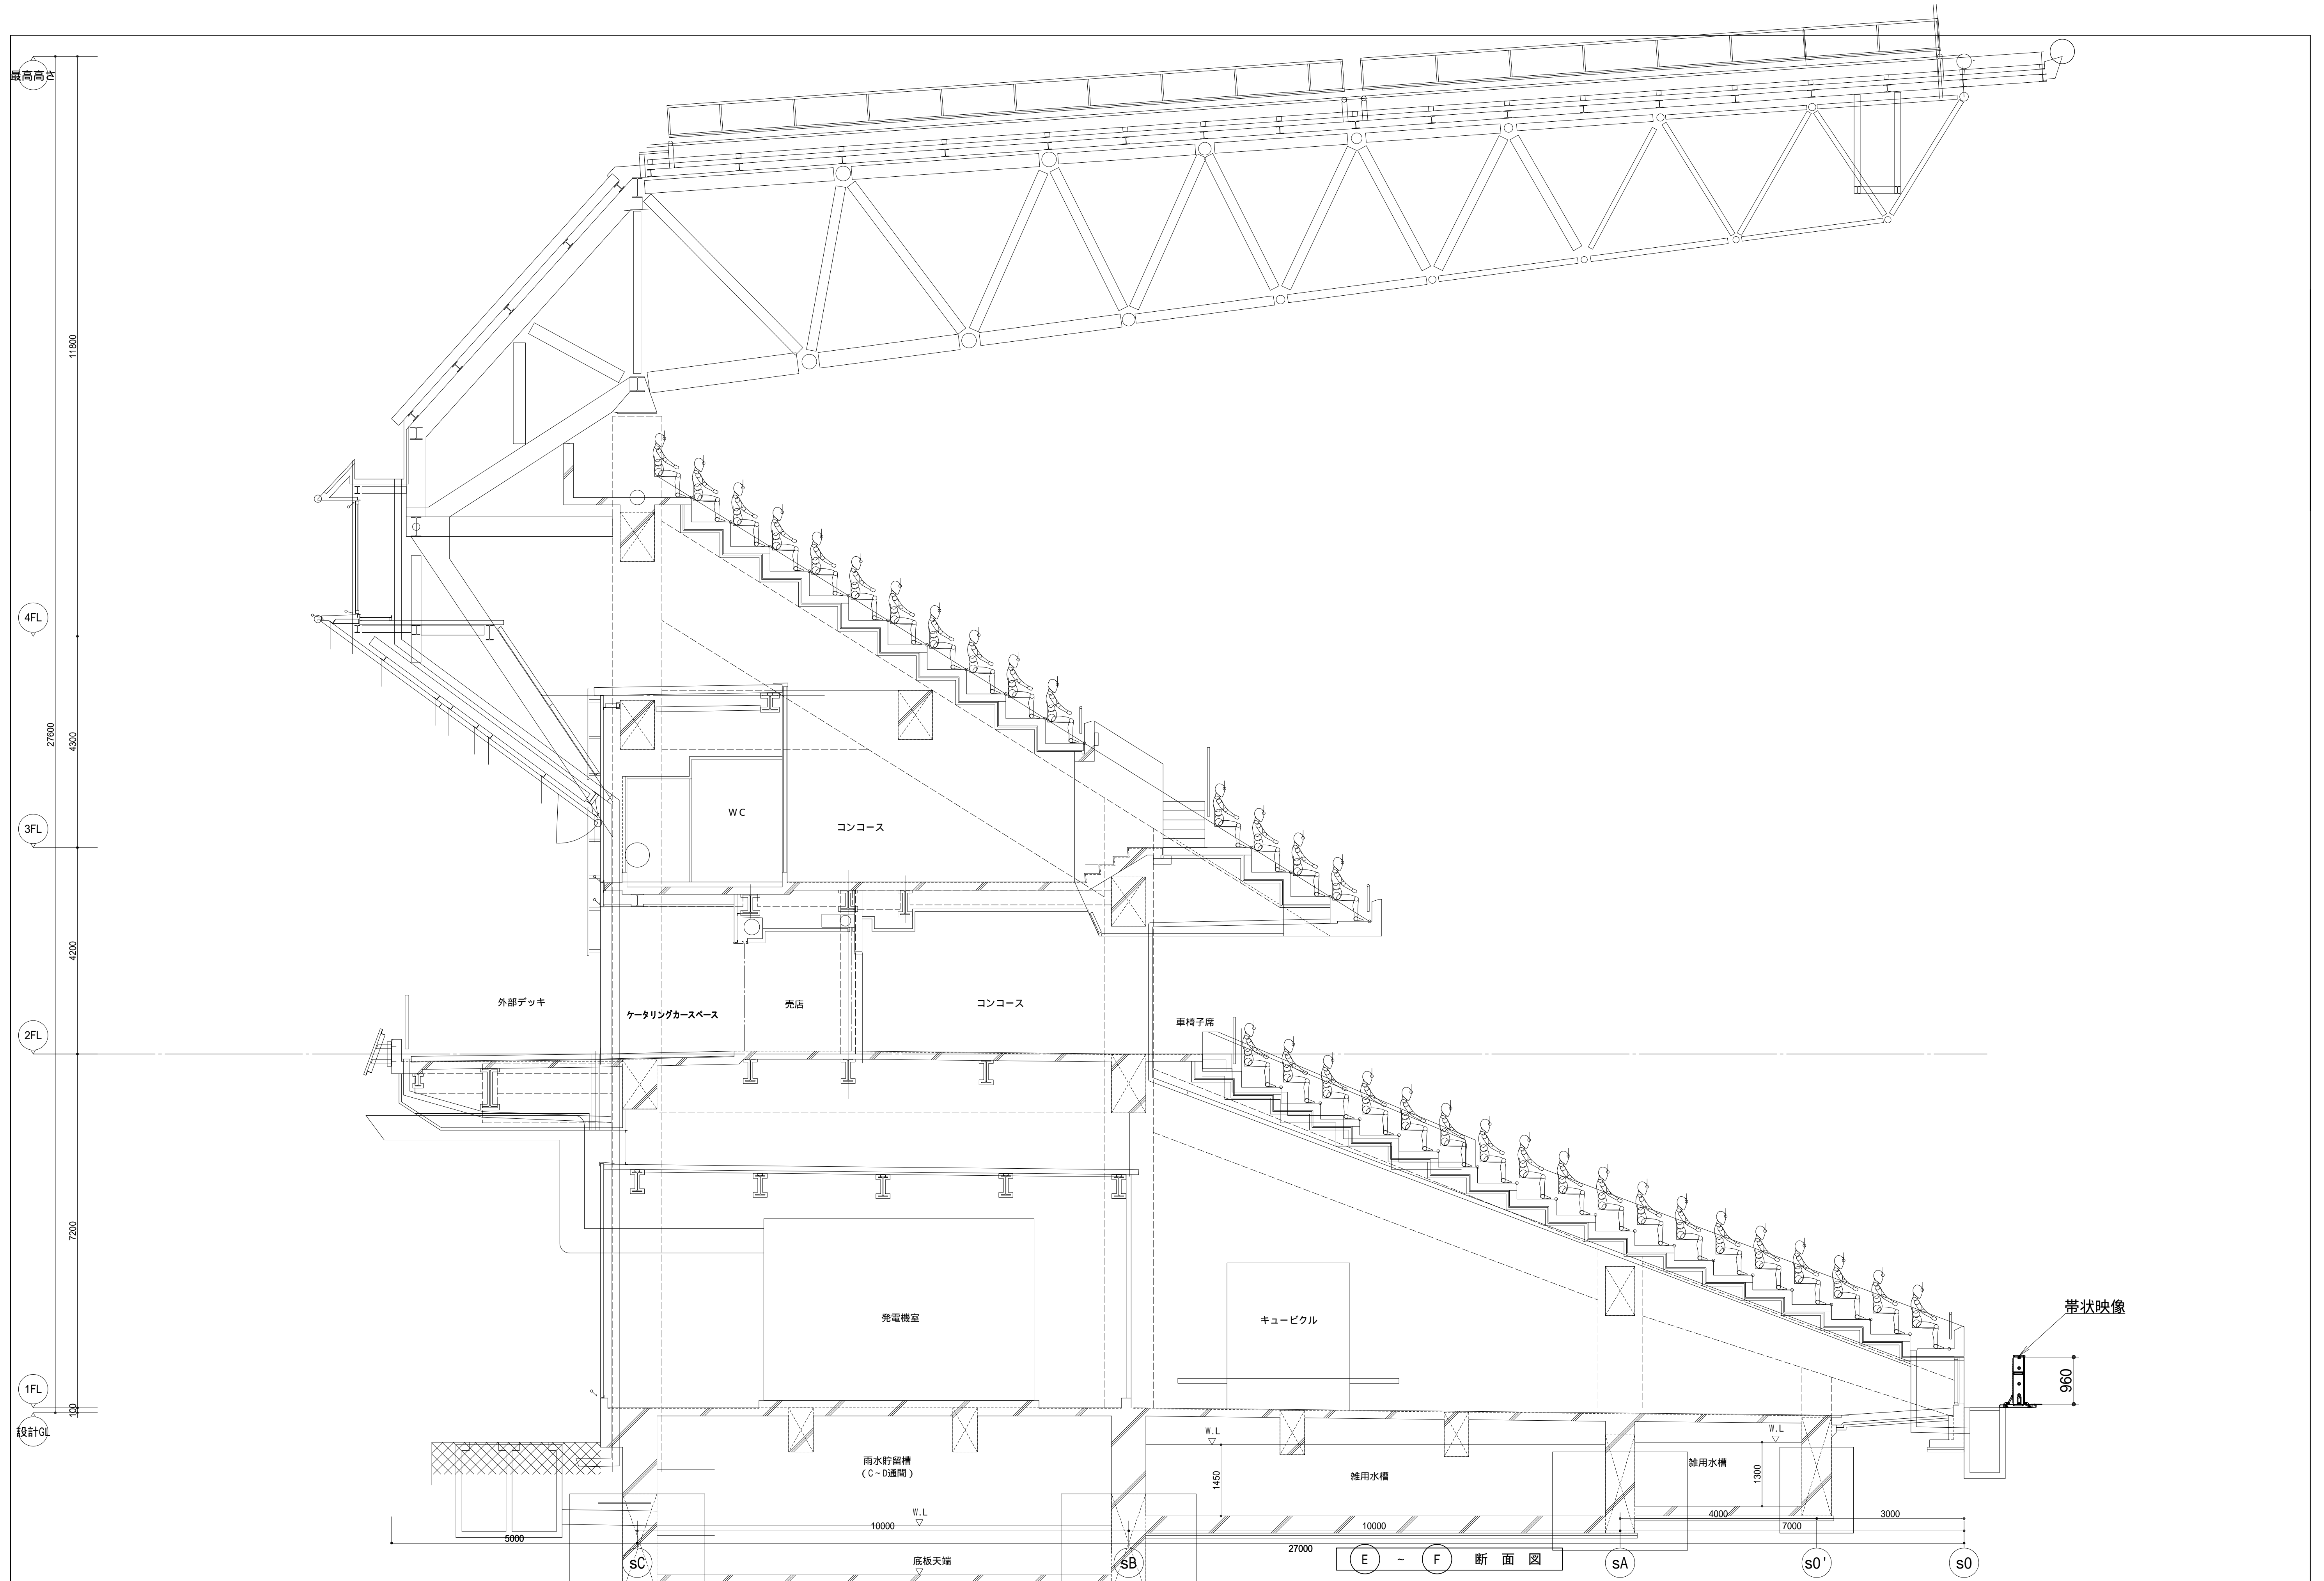 最高高さ
11800
4FL
27600
4300
WC
コンコース
3FL
4200
外部デッキ
ケータリングカースペース
売店
コンコース
車椅子席
2FL
7200
発電機室
キュービクル
帯状映像
960
1FL
100
設計GL
雨水貯留槽
(C~D通間)
W.L
1450
雑用水槽
W.L
1300
雑用水槽
W.L
10000
10000
4000
3000
7000
5000
27000
底板天端
sC
sB
E ~ F 断面図
sA
s0'
s0